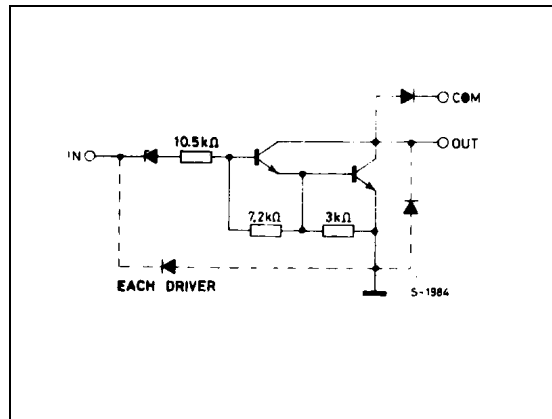 COM
10.5kΩ
IN
OUT
7.2kΩ
3kΩ
EACH DRIVER
S-1984